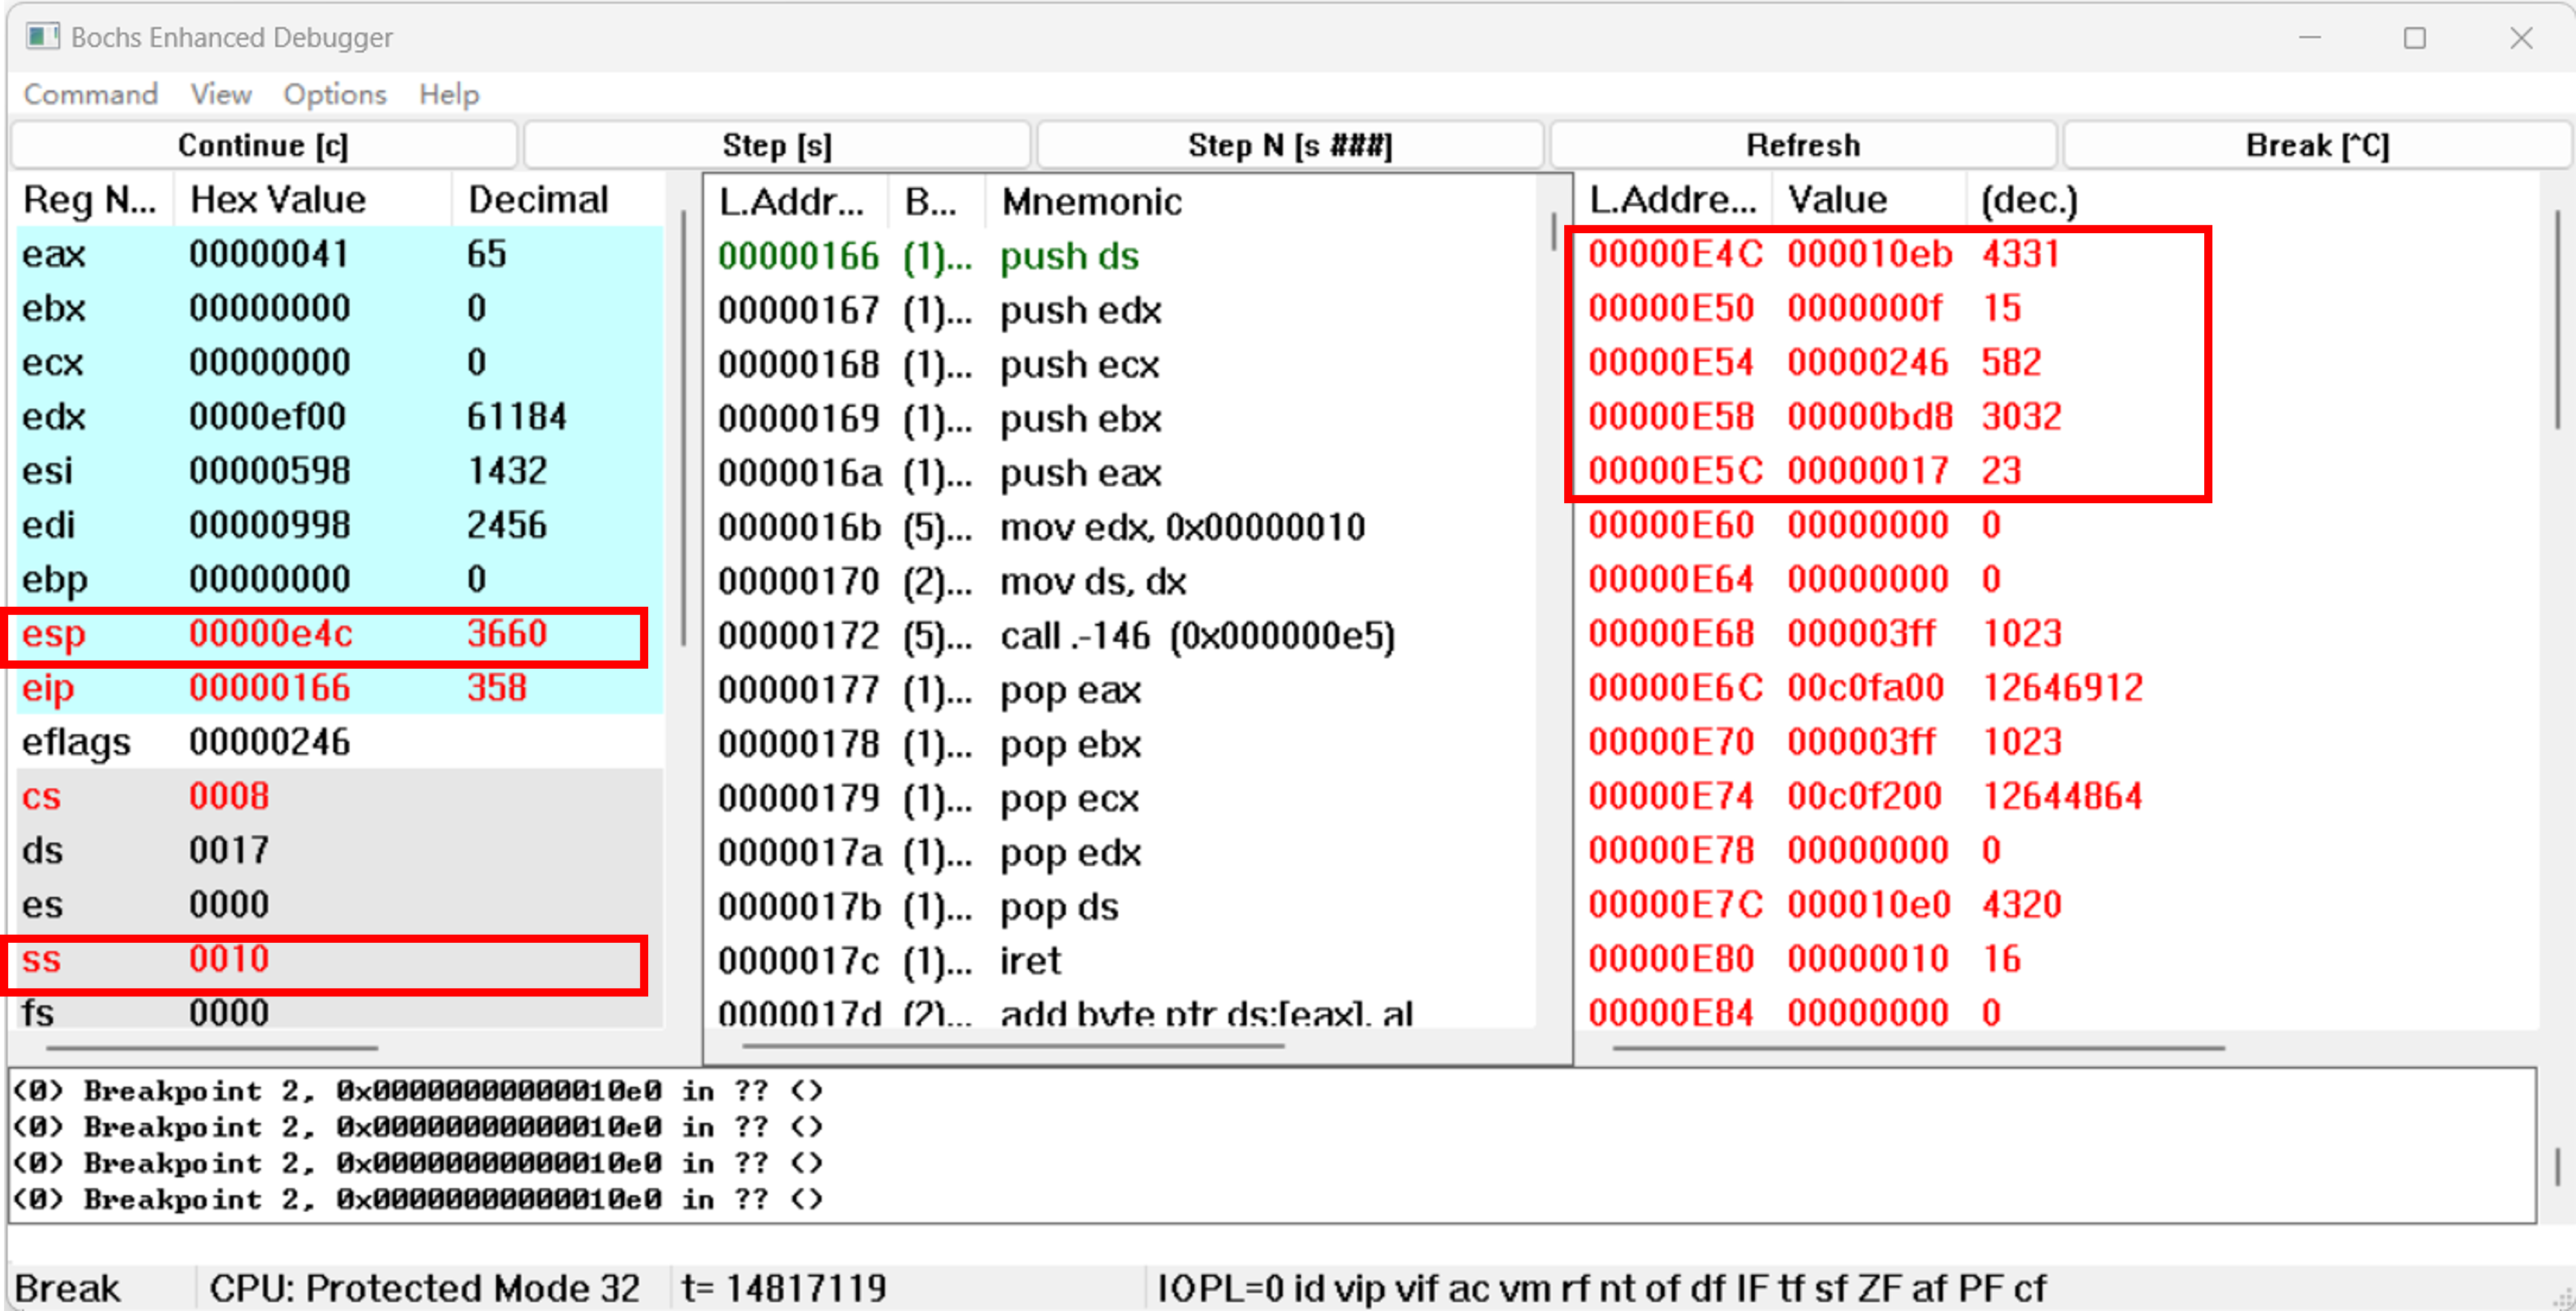 Bochs Enhanced Debugger
Command View Options Help
Continue [c] Step [s] Step N [s ###] Refresh Break [^C]
Reg N... Hex Value Decimal
eax 00000041 65
ebx 00000000 0
ecx 00000000 0
edx 0000ef00 61184
esi 00000598 1432
edi 00000998 2456
ebp 00000000 0
esp 00000e4c 3660
eip 00000166 358
eflags 00000246
cs 0008
ds 0017
es 0000
ss 0010
fs 0000
L.Addr... B... Mnemonic
00000166 (1)... push ds
00000167 (1)... push edx
00000168 (1)... push ecx
00000169 (1)... push ebx
0000016a (1)... push eax
0000016b (5)... mov edx, 0x00000010
00000170 (2)... mov ds, dx
00000172 (5)... call .-146 (0x000000e5)
00000177 (1)... pop eax
00000178 (1)... pop ebx
00000179 (1)... pop ecx
0000017a (1)... pop edx
0000017b (1)... pop ds
0000017c (1)... iret
0000017d (2)... add byte ptr ds:[eax], al
L.Addre... Value (dec.)
00000E4C 000010eb 4331
00000E50 0000000f 15
00000E54 00000246 582
00000E58 00000bd8 3032
00000E5C 00000017 23
00000E60 00000000 0
00000E64 00000000 0
00000E68 000003ff 1023
00000E6C 00c0fa00 12646912
00000E70 000003ff 1023
00000E74 00c0f200 12644864
00000E78 00000000 0
00000E7C 000010e0 4320
00000E80 00000010 16
00000E84 00000000 0
(0) Breakpoint 2, 0x00000000000010e0 in ?? ()
(0) Breakpoint 2, 0x00000000000010e0 in ?? ()
(0) Breakpoint 2, 0x00000000000010e0 in ?? ()
(0) Breakpoint 2, 0x00000000000010e0 in ?? ()
Break CPU: Protected Mode 32 t= 14817119 IOPL=0 id vip vif ac vm rf nt of df IF tf sf ZF af PF cf